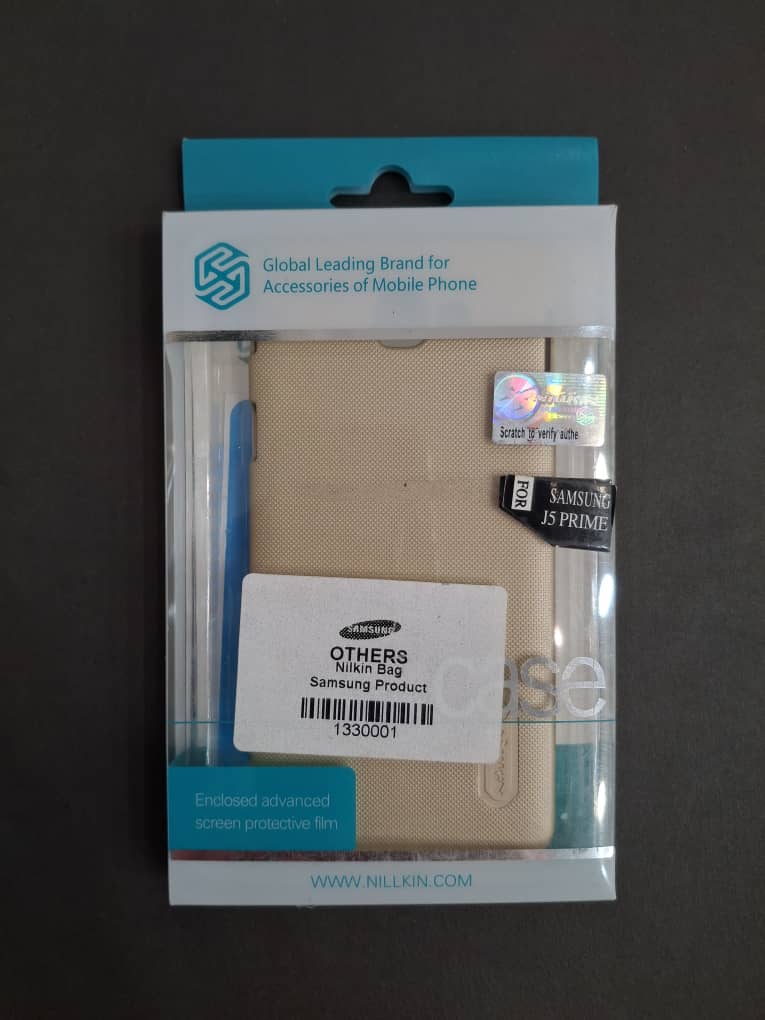 Global Leading Brand for
Accessories of Mobile Phone
NILLKIN
Scratch to verify authe
FOR
SAMSUNG
J5 PRIME
SAMSUNG
OTHERS
Nilkin Bag
Samsung Product
1330001
case
Enclosed advanced
screen protective film
WWW.NILLKIN.COM